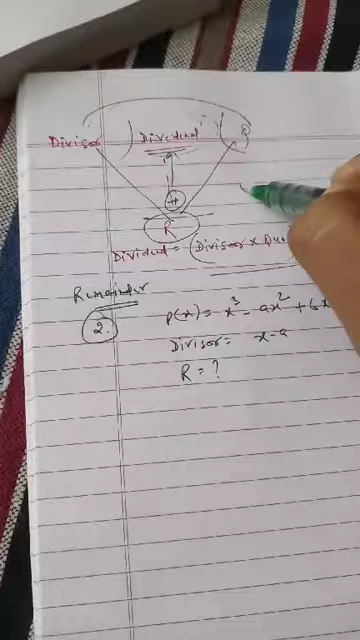 Divisor ) Dividend ( Q
+
R
Dividend = (Divisor x Quo
Remainder
2. p(x) = x³ - ax² + 6x
Divisor = x-a
R = ?